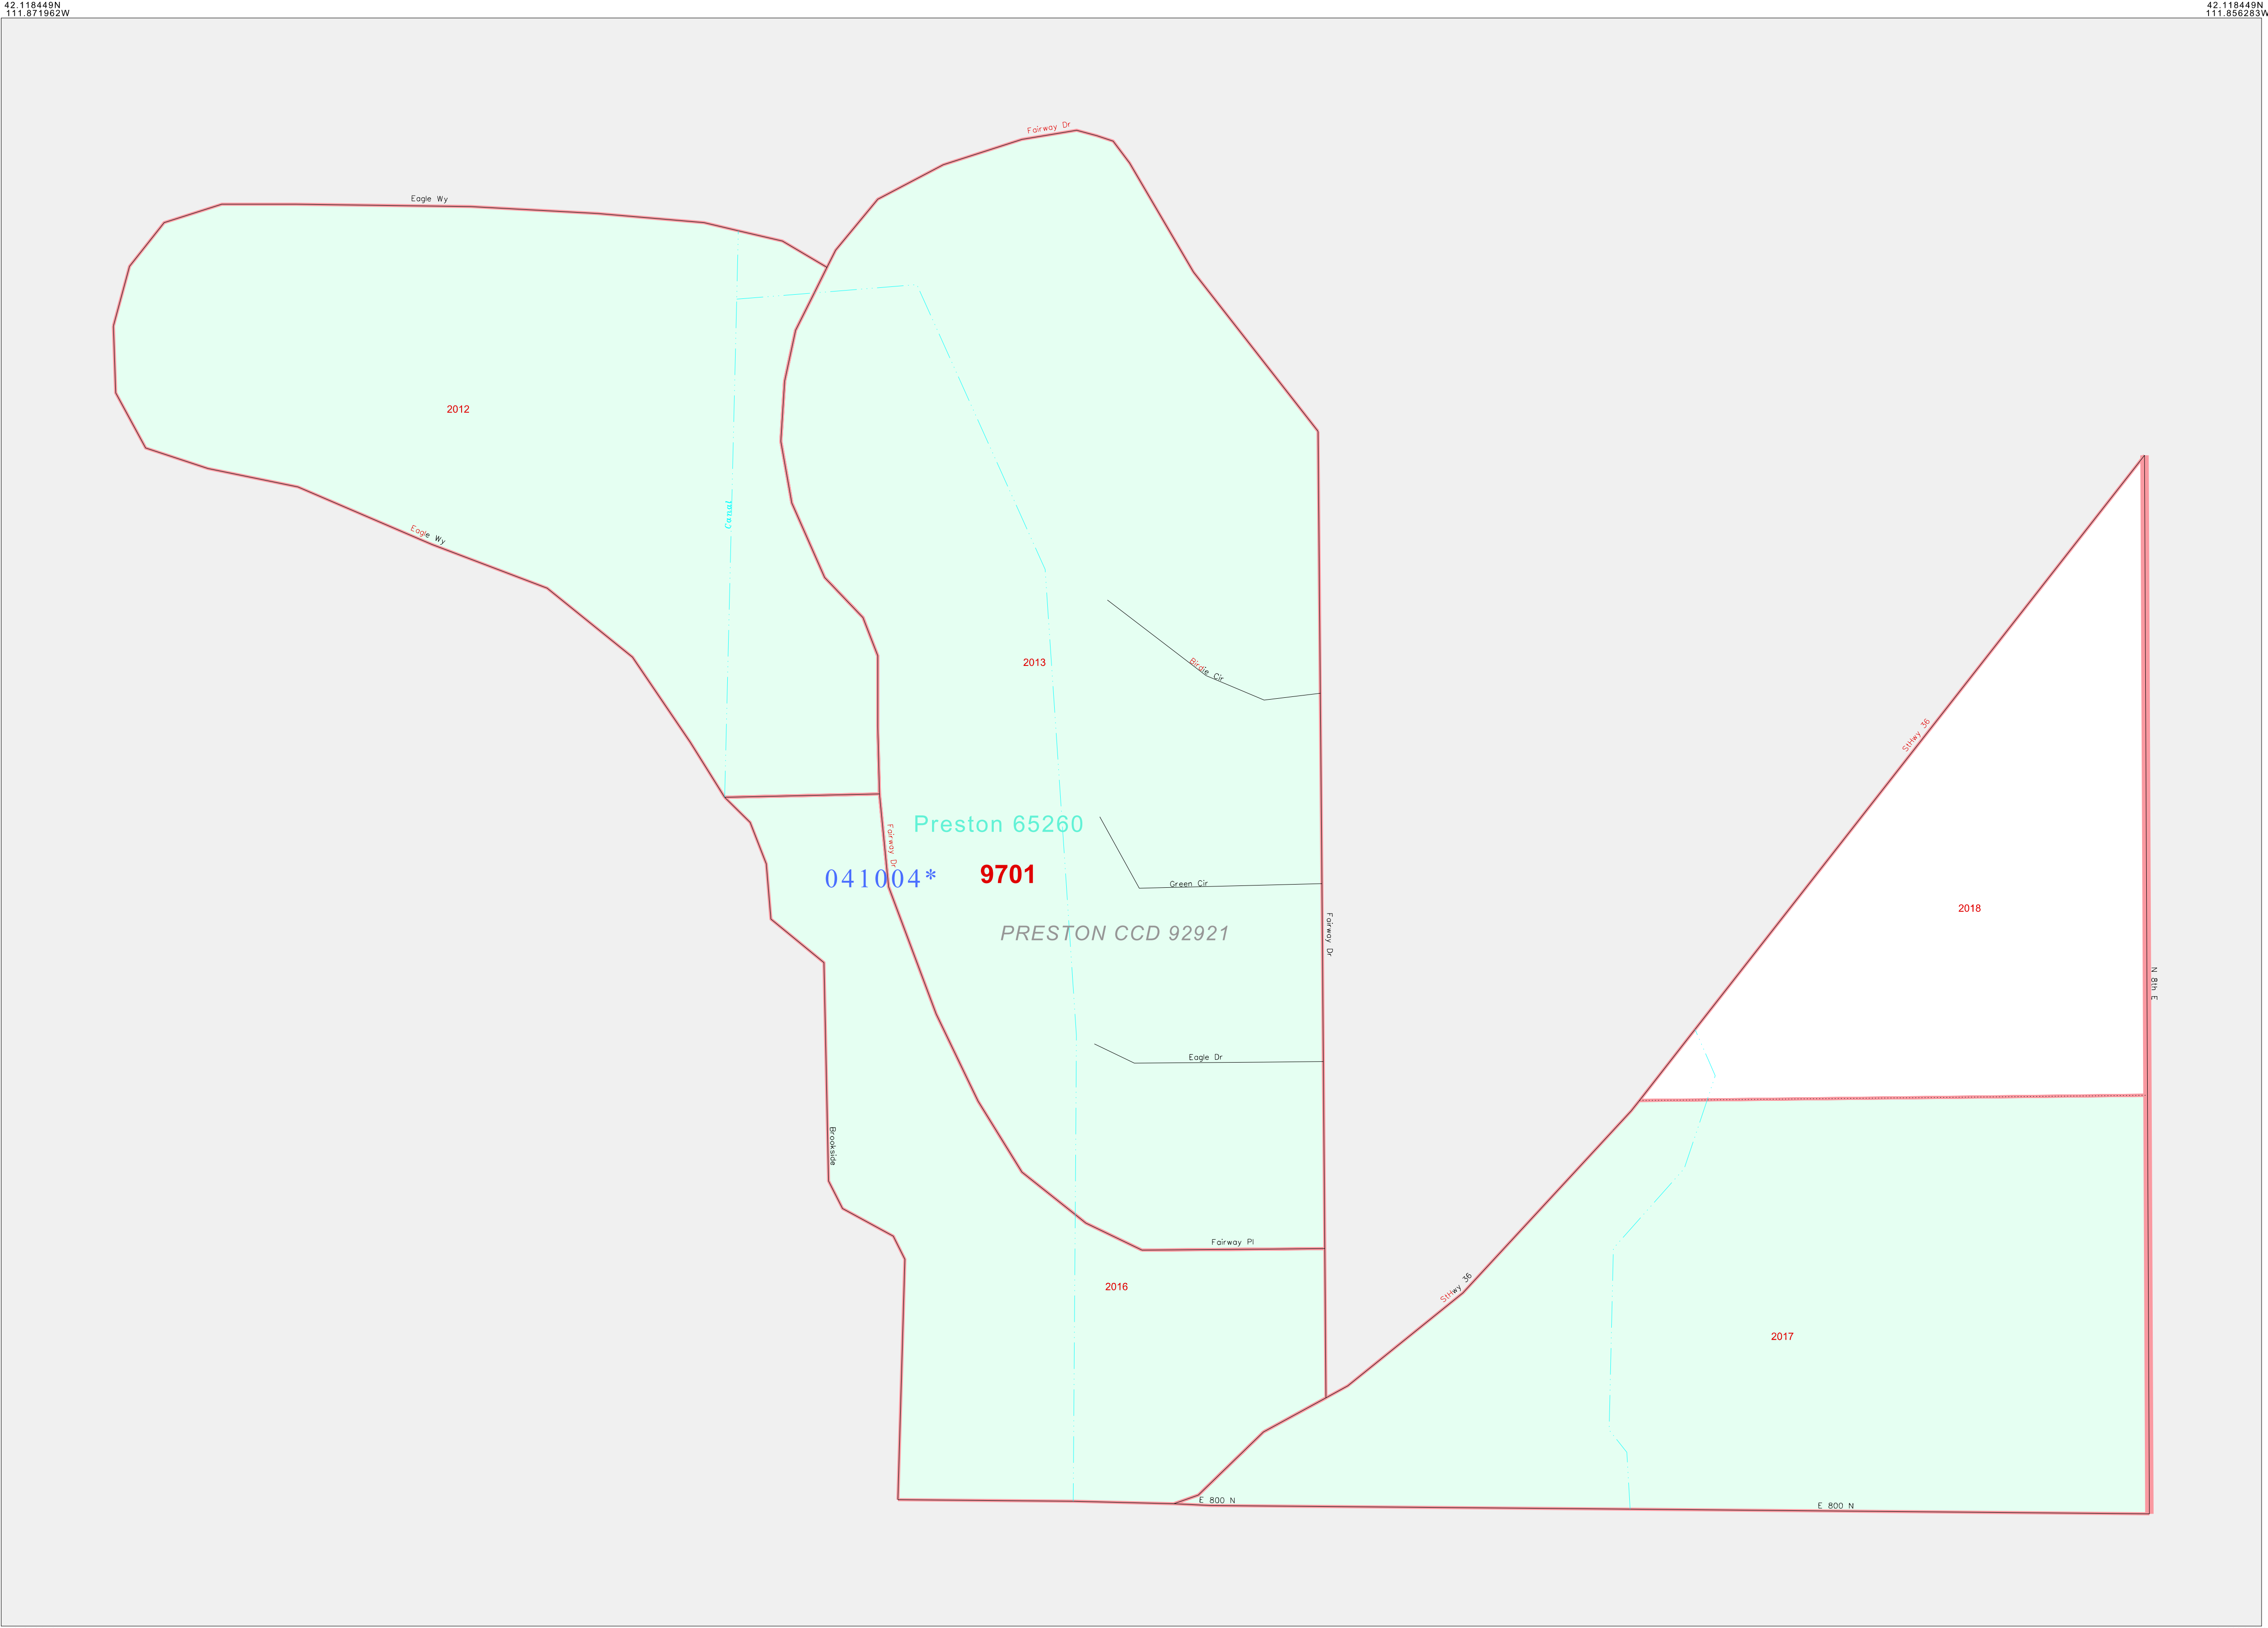 42.118449N
111.871962W
42.118449N
111.856283W
Fairway Dr
Eagle Wy
2012
Canal
Eagle Wy
2013
Birdie Cir
StHwy 36
Preston 65260
Fairway Dr
041004*
9701
Green Cir
2018
PRESTON CCD 92921
Fairway Dr
N 8th E
Eagle Dr
Brookside
Fairway Pl
2016
StHwy 36
2017
E 800 N
E 800 N